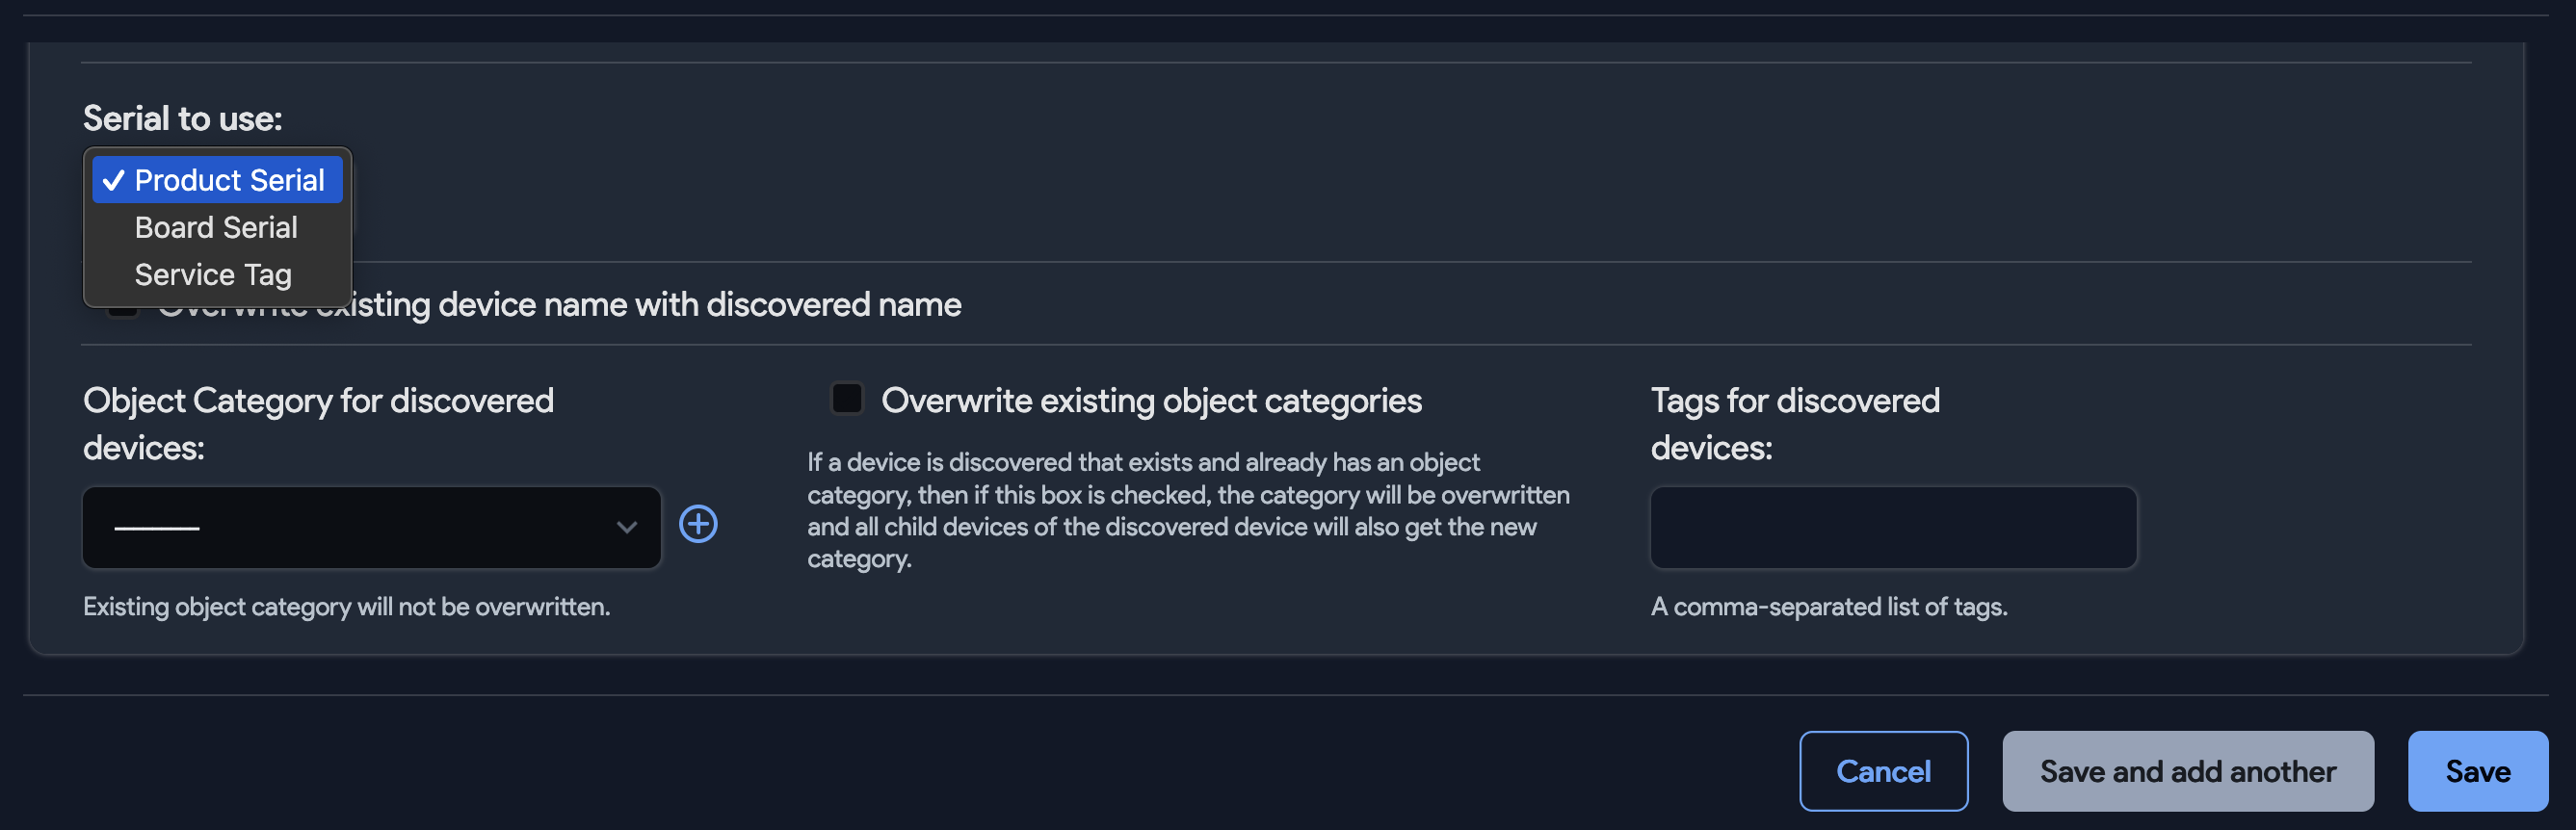 Serial to use:
✓ Product Serial
Board Serial
Service Tag
Overwrite existing device name with discovered name
Object Category for discovered
devices:
Overwrite existing object categories
If a device is discovered that exists and already has an object
category, then if this box is checked, the category will be overwritten
and all child devices of the discovered device will also get the new
category.
Tags for discovered
devices:
---------
Existing object category will not be overwritten.
A comma-separated list of tags.
Cancel
Save and add another
Save